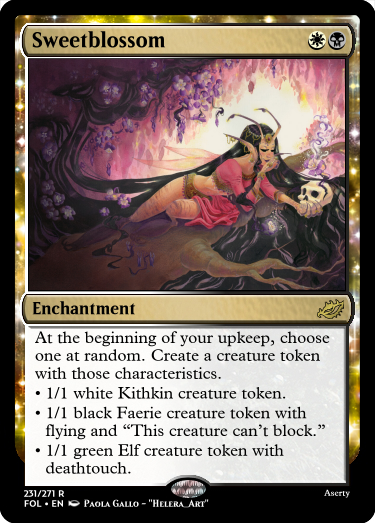 Sweetblossom
Enchantment
At the beginning of your upkeep, choose
one at random. Create a creature token
with those characteristics.
• 1/1 white Kithkin creature token.
• 1/1 black Faerie creature token with
flying and “This creature can’t block.”
• 1/1 green Elf creature token with
deathtouch.
231/271 R
Aserty
FOL • EN Paola Gallo - "Helera_Art"